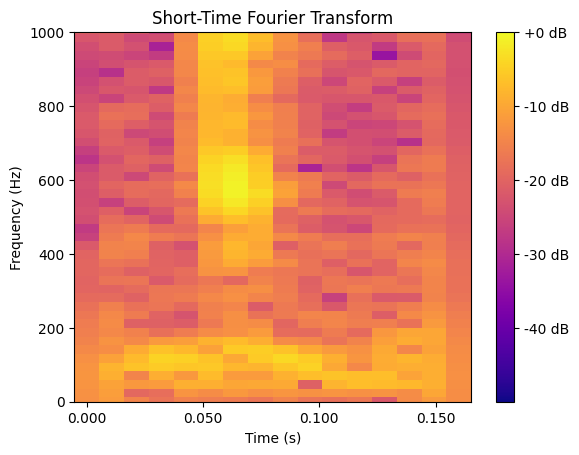 Short-Time Fourier Transform
1000
800
600
400
200
0
Frequency (Hz)
0.000
0.050
0.100
0.150
Time (s)
+0 dB
-10 dB
-20 dB
-30 dB
-40 dB